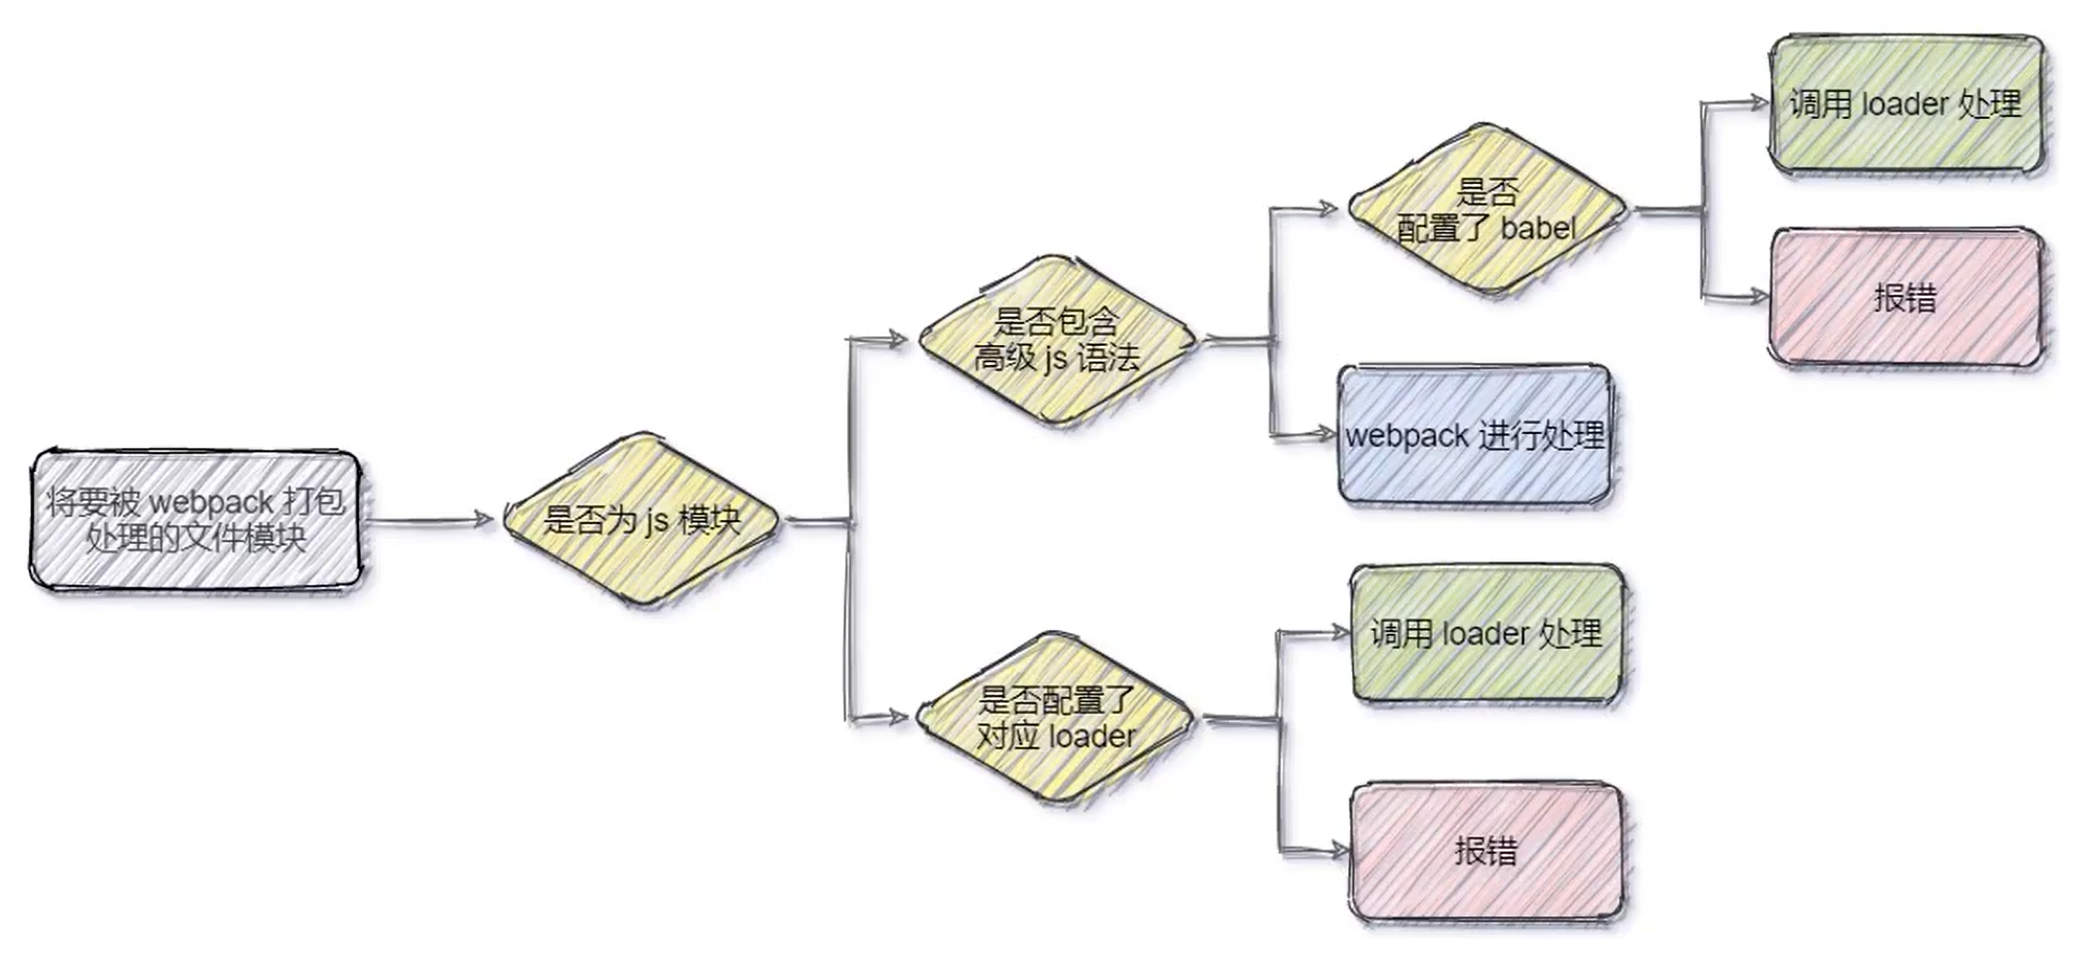 将要被 webpack 打包
处理的文件模块
是否为 js 模块
是否包含
高级 js 语法
是否
配置了 babel
调用 loader 处理
报错
webpack 进行处理
是否配置了
对应 loader
调用 loader 处理
报错